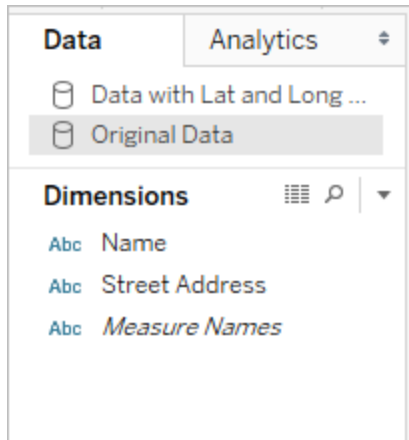 Data Analytics
Data with Lat and Long ...
Original Data
Dimensions
Abc Name
Abc Street Address
Abc Measure Names